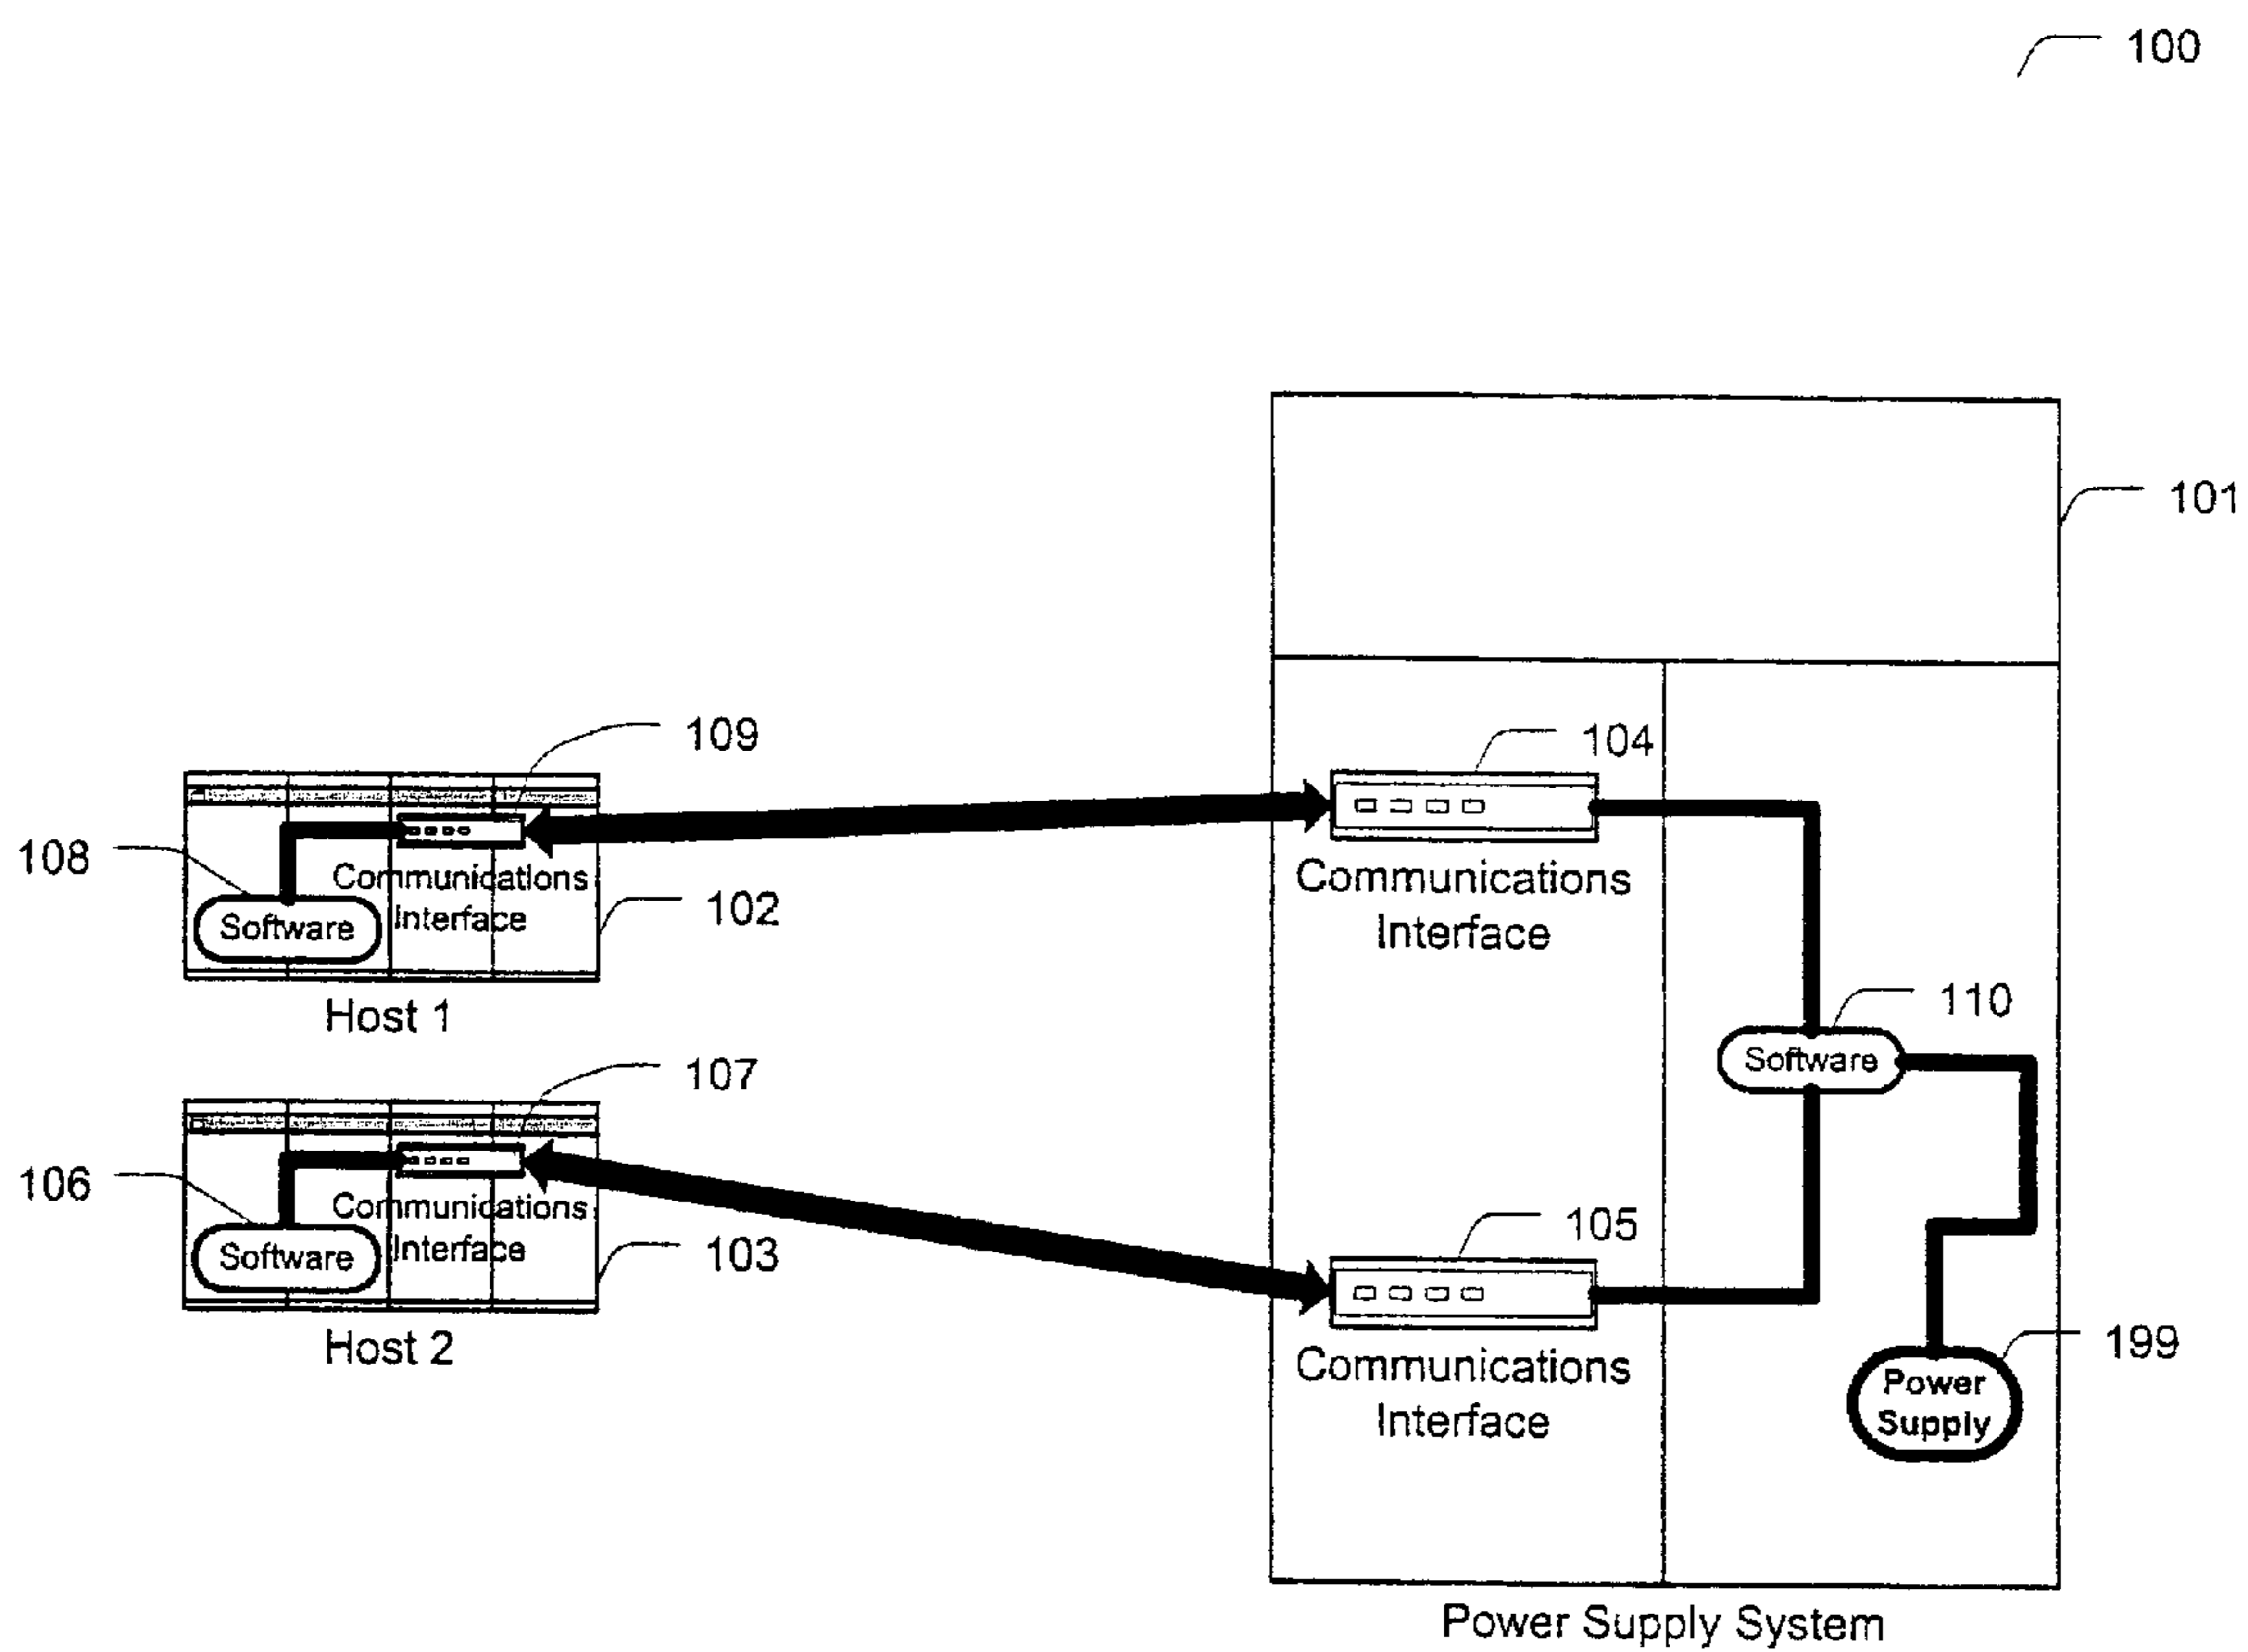 100
101
109
104
108
Communications
Interface
Software
102
Communications
Interface
Host 1
110
Software
107
106
Communications
Interface
Software
103
105
Host 2
199
Communications
Interface
Power
Supply
Power Supply System